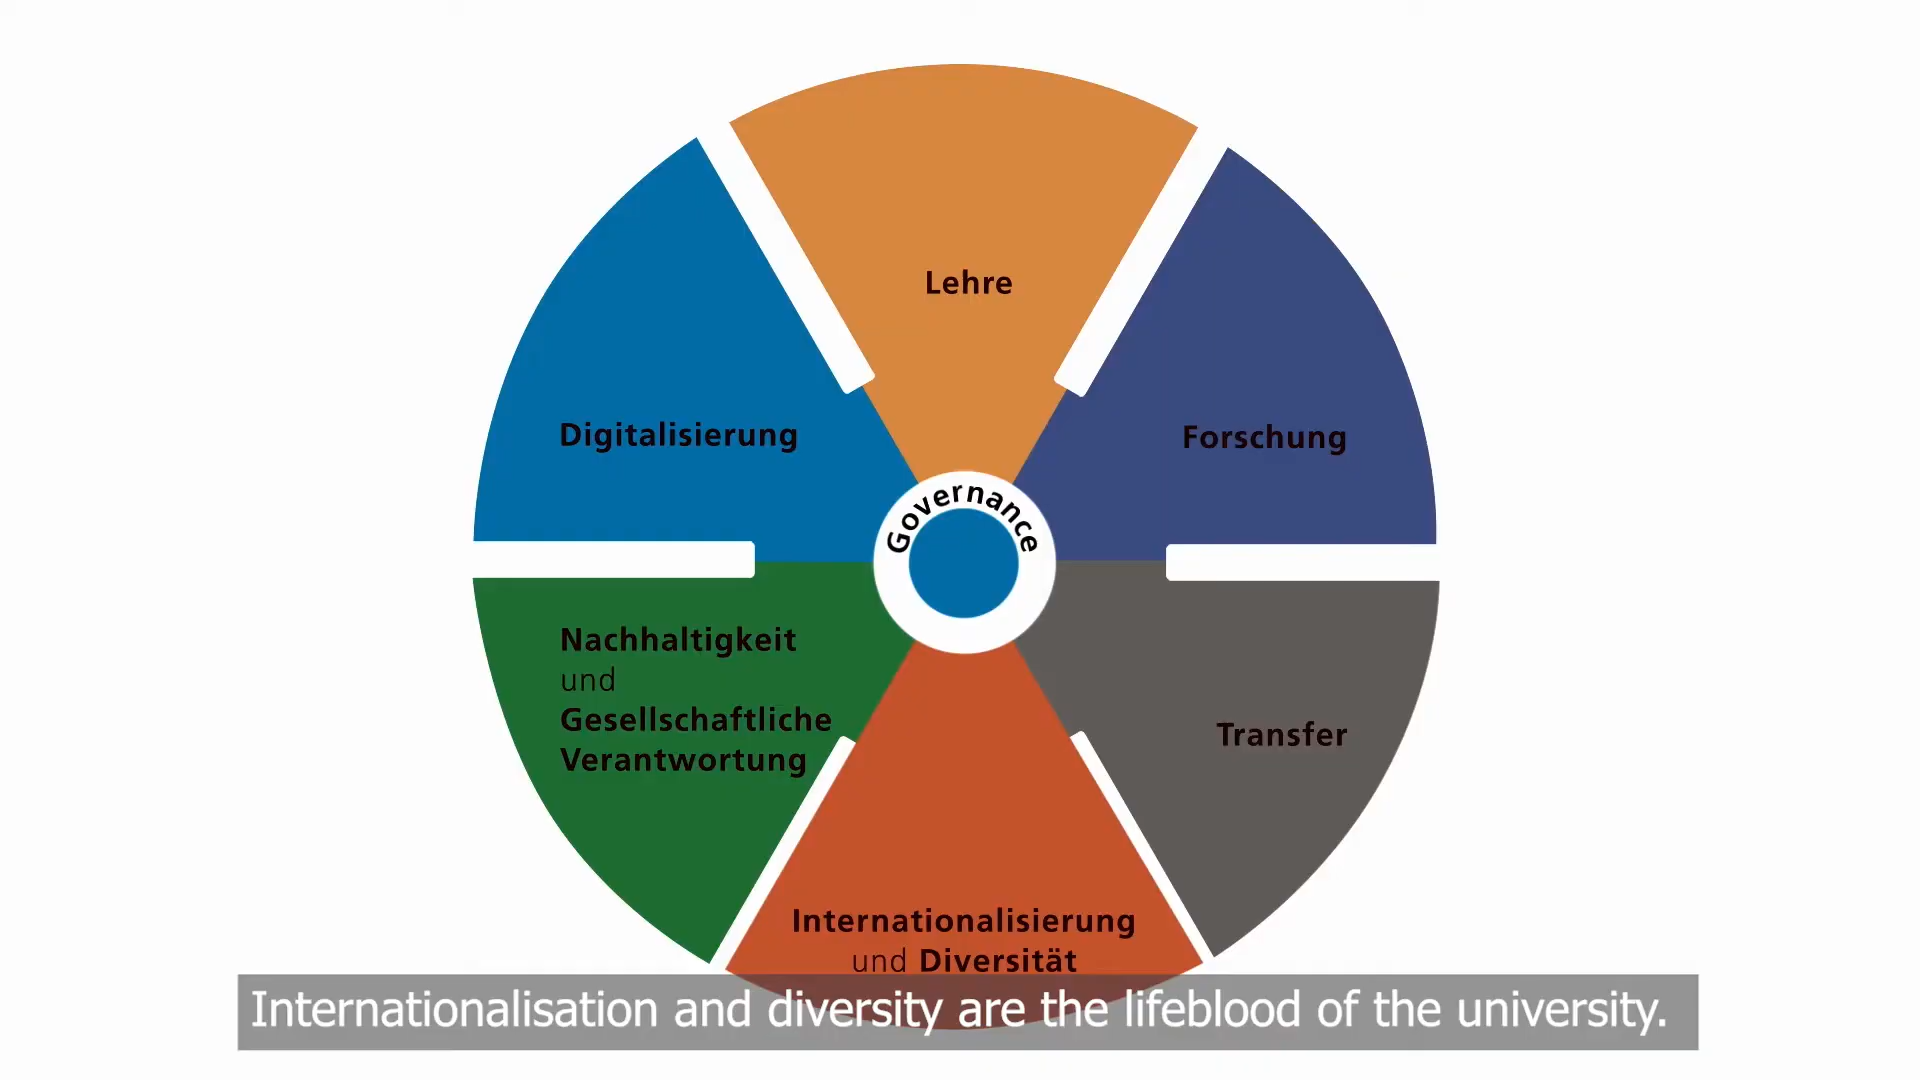 Lehre
Digitalisierung
Forschung
Governance
Nachhaltigkeit
und
Gesellschaftliche
Verantwortung
Transfer
Internationalisierung
und Diversität
Internationalisation and diversity are the lifeblood of the university.